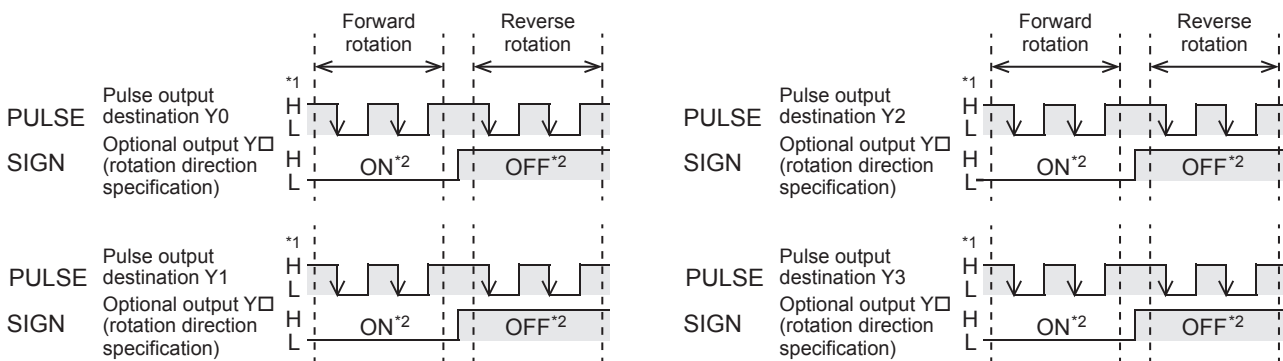 Forward rotation
Reverse rotation
PULSE
Pulse output destination Y0
*1
H
L
SIGN
Optional output Y□ (rotation direction specification)
H
L
ON*2
OFF*2
Forward rotation
Reverse rotation
PULSE
Pulse output destination Y2
*1
H
L
SIGN
Optional output Y□ (rotation direction specification)
H
L
ON*2
OFF*2
PULSE
Pulse output destination Y1
*1
H
L
SIGN
Optional output Y□ (rotation direction specification)
H
L
ON*2
OFF*2
PULSE
Pulse output destination Y3
*1
H
L
SIGN
Optional output Y□ (rotation direction specification)
H
L
ON*2
OFF*2